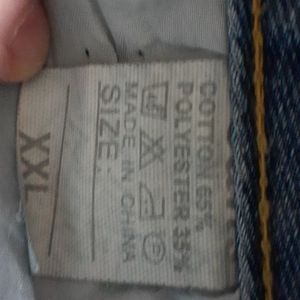 COTTON 65%
POLYESTER 35%
MADE IN CHINA
SIZE:
XXL